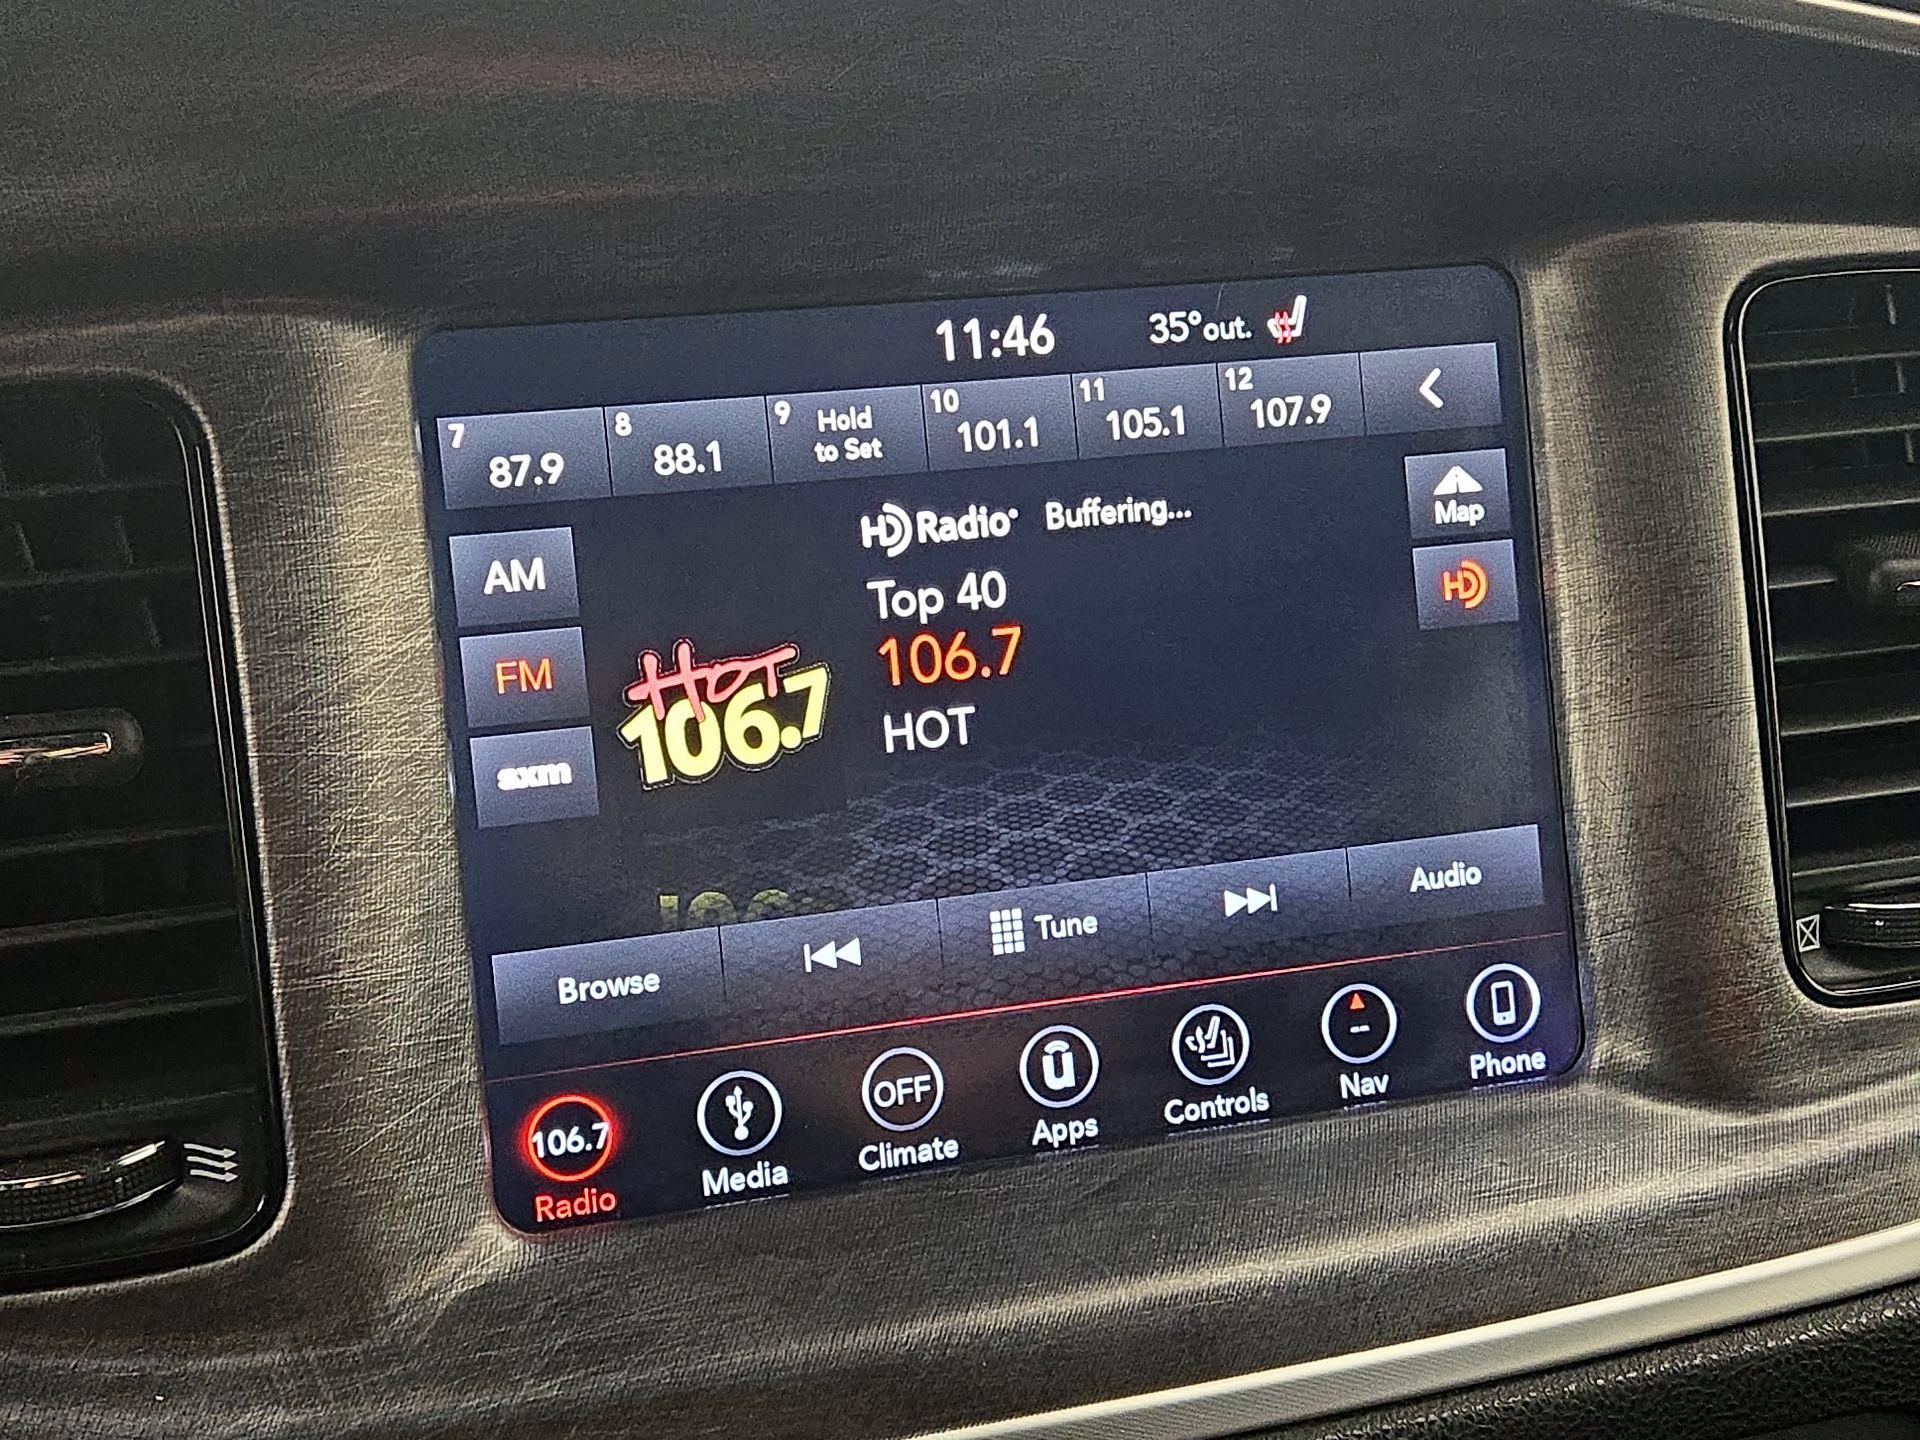 11:46 35° out.
7 87.9
8 88.1
9 Hold to Set
10 101.1
11 105.1
12 107.9
HD Radio Buffering...
Map
AM
Top 40
HD
FM
106.7
Hot
106.7
HOT
sxm
Browse
Tune
Audio
106.7
Radio
Media
OFF
Climate
u
Apps
Controls
--
Nav
Phone